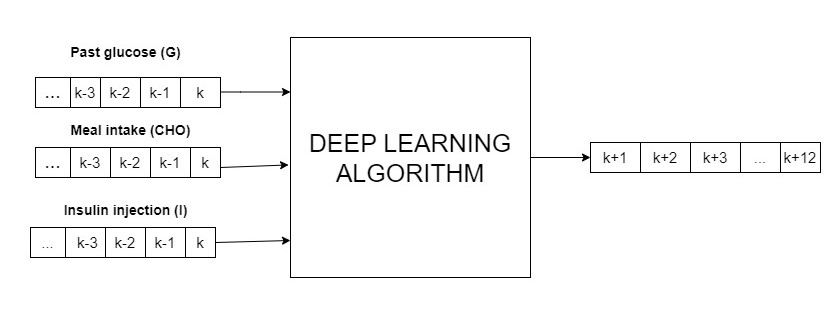 Past glucose (G)
... k-3 k-2 k-1 k
Meal intake (CHO)
... k-3 k-2 k-1 k
Insulin injection (I)
... k-3 k-2 k-1 k
DEEP LEARNING
ALGORITHM
k+1 k+2 k+3 ... k+12